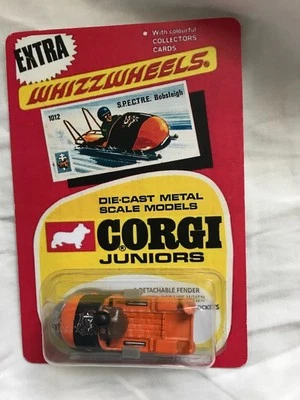 EXTRA
• With colourful
COLLECTORS
CARDS
WHIZZWHEELS
1012
S.P.E.C.T.R.E. Bobsleigh
DIE-CAST METAL
SCALE MODELS
CORGI
JUNIORS
DETACHABLE FENDER